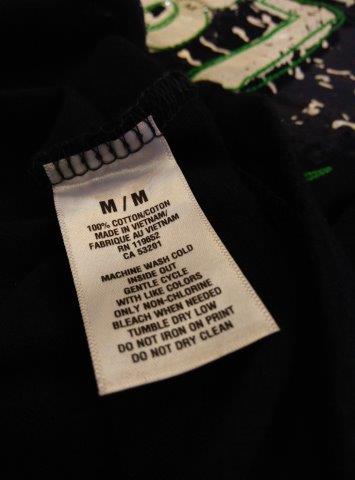 M / M
100% COTTON/COTON
MADE IN VIETNAM/
FABRIQUE AU VIETNAM
RN 119652
CA 53201
MACHINE WASH COLD
INSIDE OUT
GENTLE CYCLE
WITH LIKE COLORS
ONLY NON-CHLORINE
BLEACH WHEN NEEDED
TUMBLE DRY LOW
DO NOT IRON ON PRINT
DO NOT DRY CLEAN